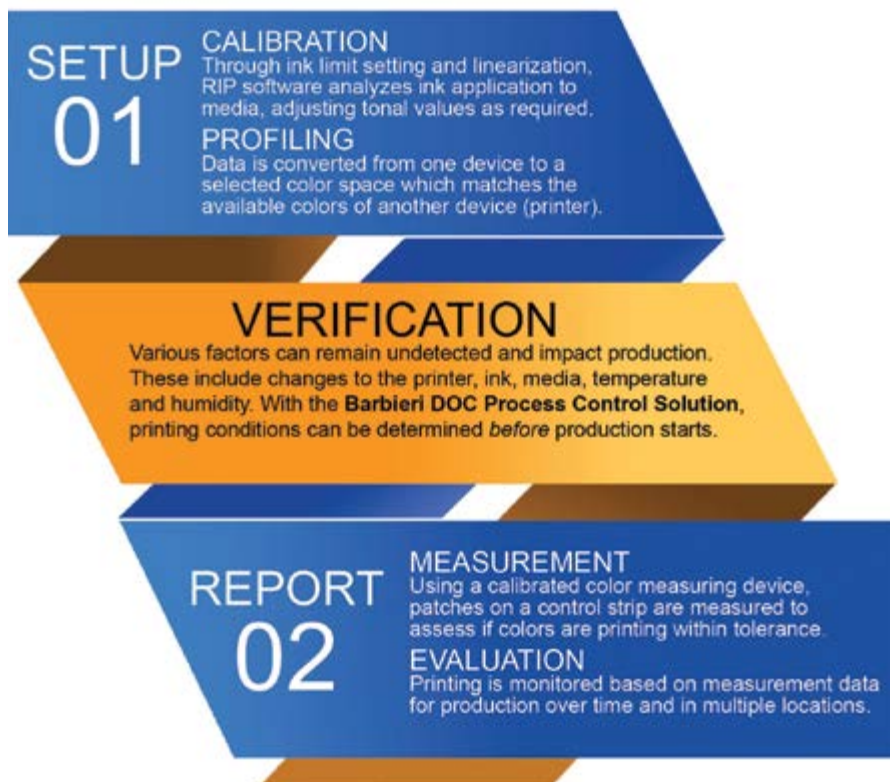 SETUP
01
CALIBRATION
Through ink limit setting and linearization,
RIP software analyzes ink application to
media, adjusting tonal values as required.
PROFILING
Data is converted from one device to a
selected color space which matches the
available colors of another device (printer).
VERIFICATION
Various factors can remain undetected and impact production.
These include changes to the printer, ink, media, temperature
and humidity. With the Barbieri DOC Process Control Solution,
printing conditions can be determined before production starts.
REPORT
02
MEASUREMENT
Using a calibrated color measuring device,
patches on a control strip are measured to
assess if colors are printing within tolerance.
EVALUATION
Printing is monitored based on measurement data
for production over time and in multiple locations.